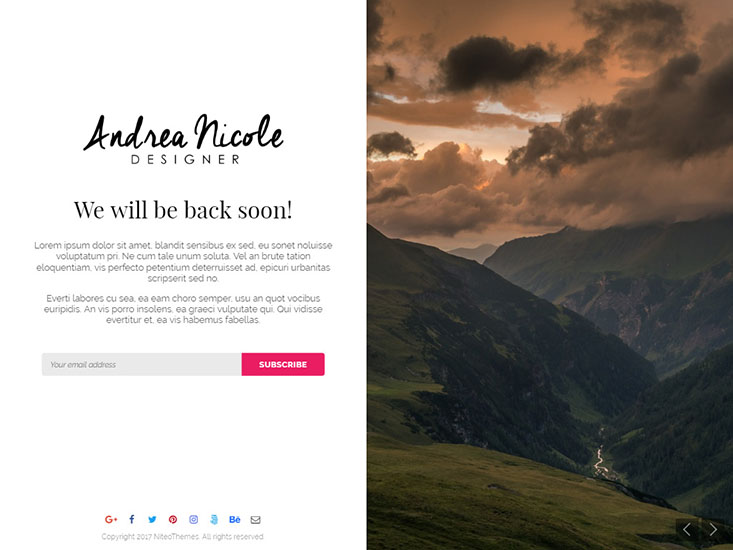 Andrea Nicole
DESIGNER
We will be back soon!
Lorem ipsum dolor sit amet, blandit sensibus ex sed, eu sonet noluisse
voluptatum pri. Ne cum tale unum soluta. Vel an brute tation
eloquentiam, vis perfecto petentium deterruisset ad, epicuri urbanitas
scripserit sed no.
Everti labores cu sea, ea eam choro semper, usu an quot vocibus
euripidis. An vis porro insolens, ea graeci vulputate qui. Qui vidisse
evertitur et, ea vis habemus fabellas.
Your email address
SUBSCRIBE
G+ f Bē
Copyright 2017 NitedThemes. All rights reserved.